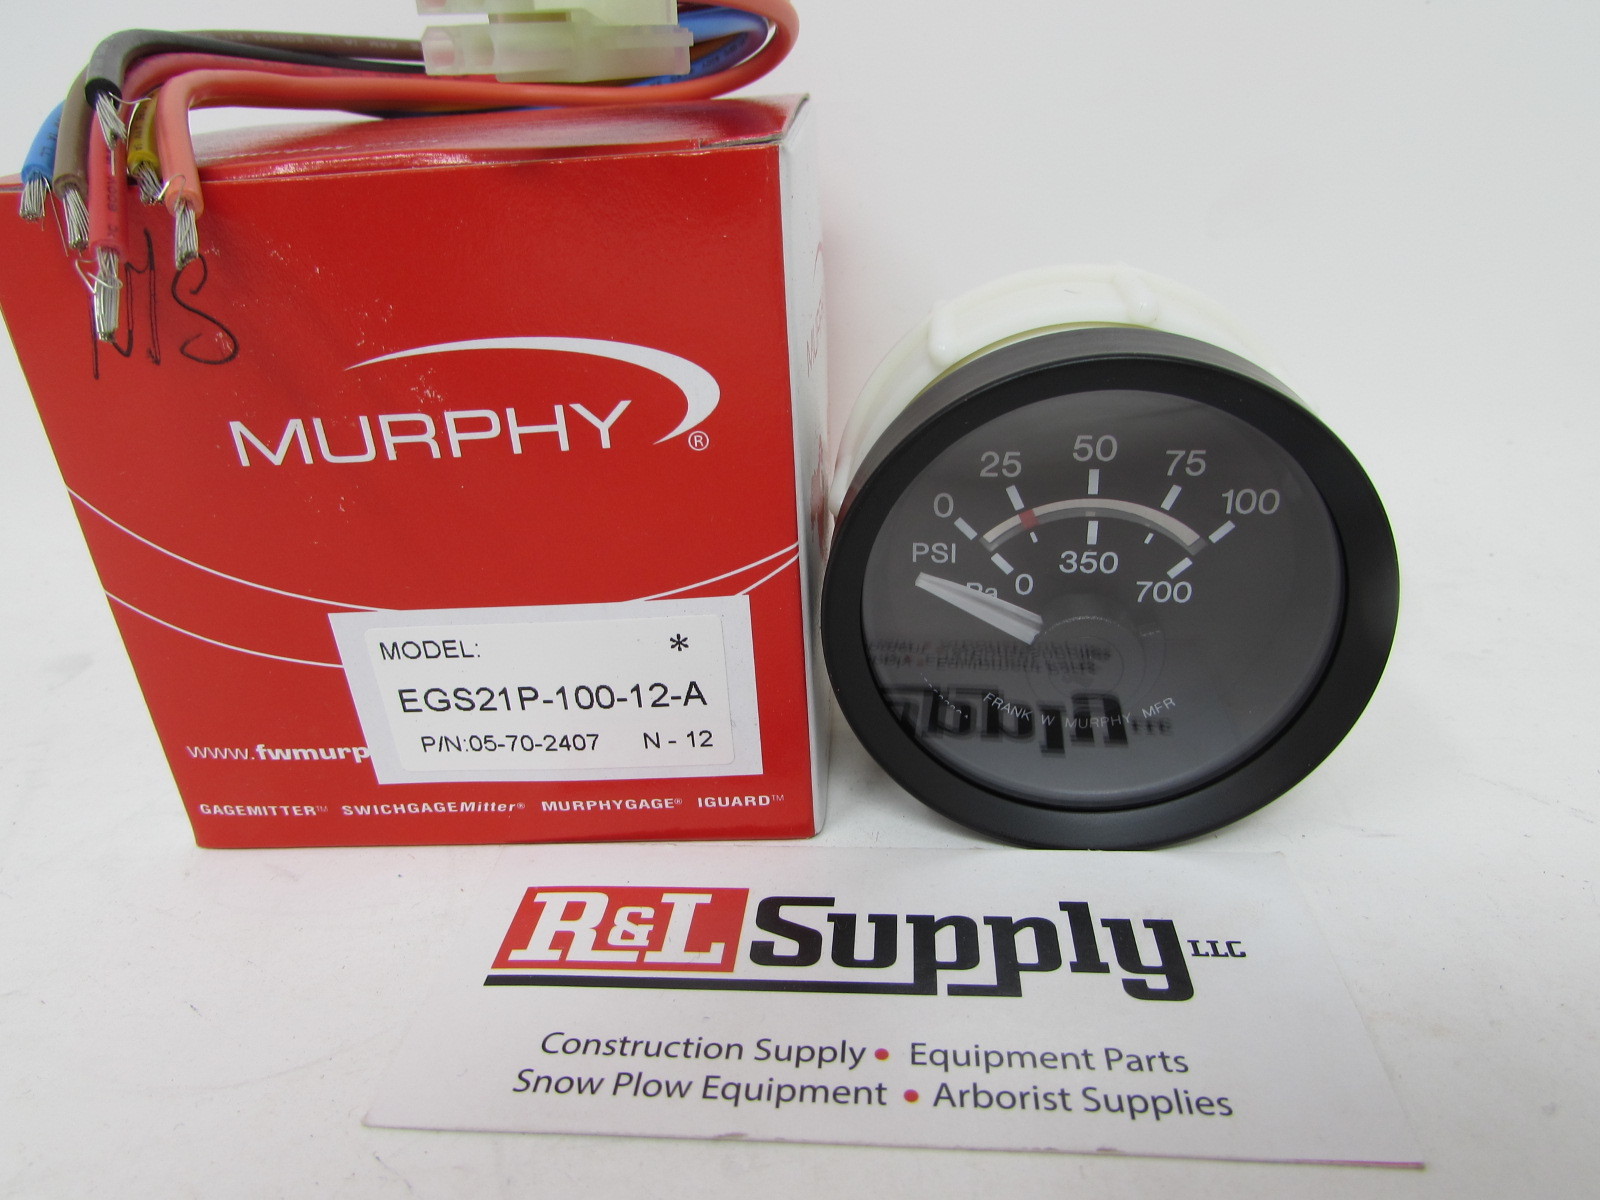 NMS
MURPHY®
MODEL: *
EGS21P-100-12-A
P/N:05-70-2407 N - 12
www.fwmurp
GAGEMITTER™ SWICHGAGEMitter® MURPHYGAGE® IGUARD™
0 25 50 75 100
PSI
0 350 700
FRANK W MURPHY MFR
R&L Supply LLC
Construction Supply • Equipment Parts
Snow Plow Equipment • Arborist Supplies